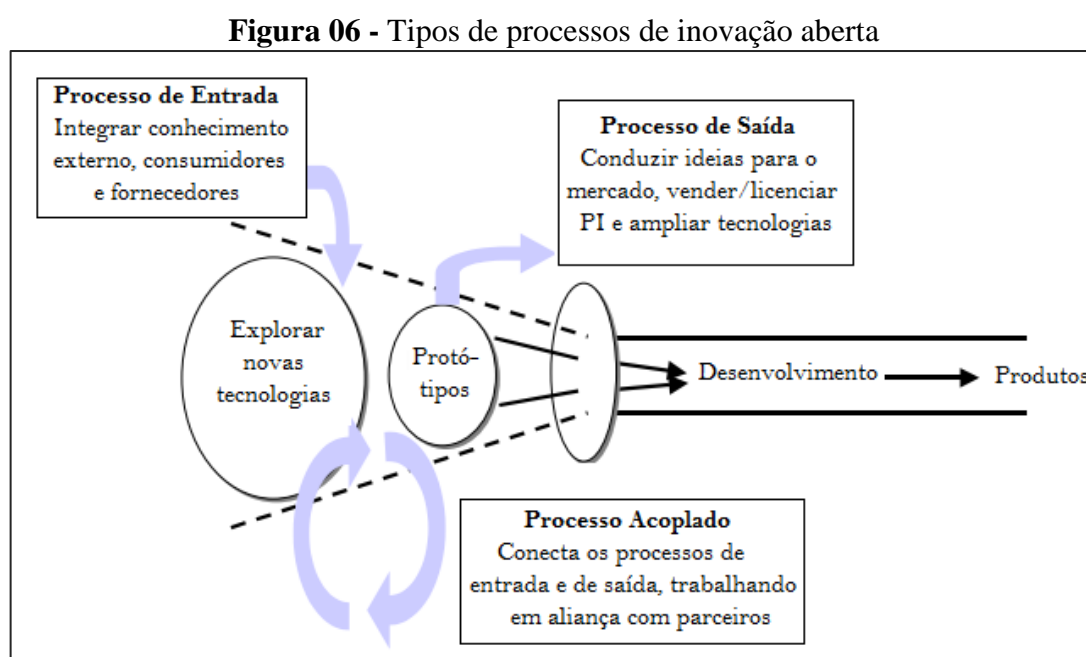 Figura 06 - Tipos de processos de inovação aberta
Processo de Entrada
Integrar conhecimento
externo, consumidores
e fornecedores
Processo de Saída
Conduzir ideias para o
mercado, vender/licenciar
PI e ampliar tecnologias
Explorar
novas
tecnologias
Protó-
tipos
Desenvolvimento
Produtos
Processo Acoplado
Conecta os processos de
entrada e de saída, trabalhando
em aliança com parceiros